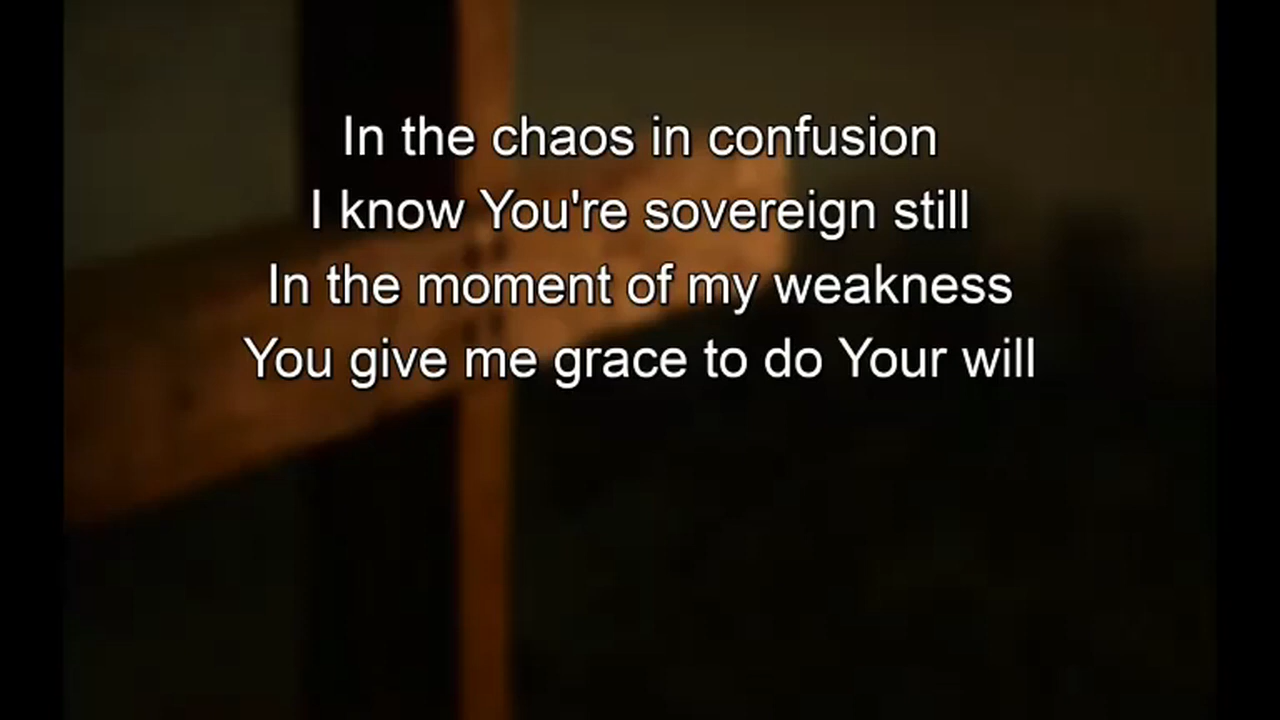 In the chaos in confusion
I know You're sovereign still
In the moment of my weakness
You give me grace to do Your will